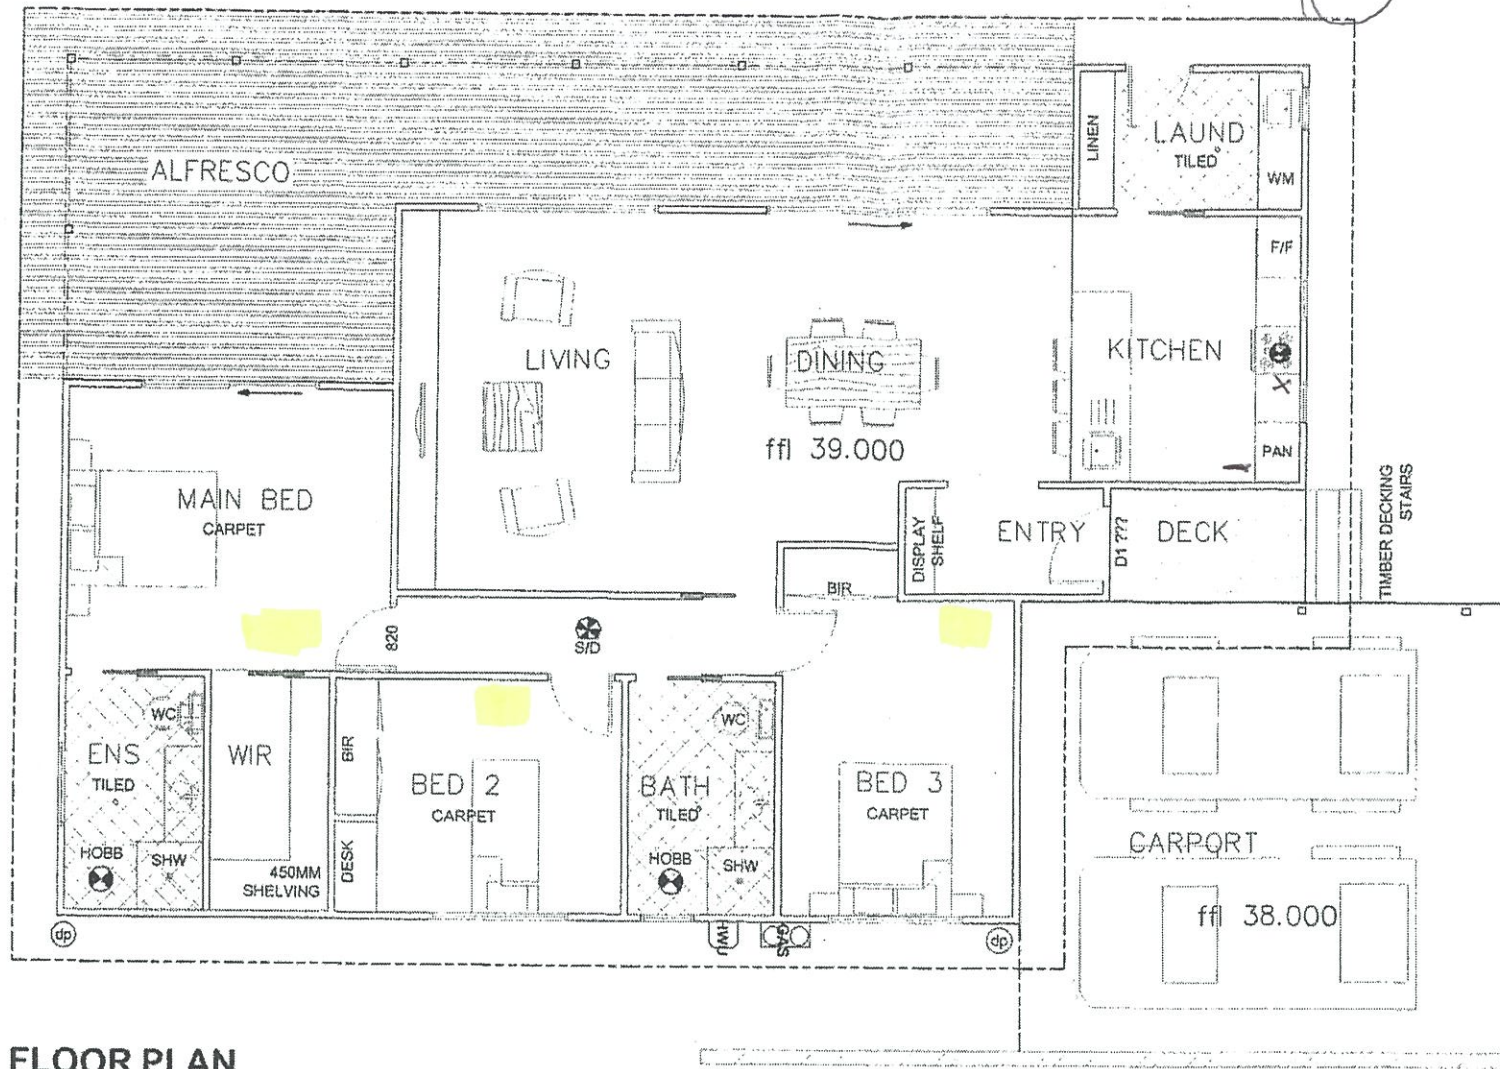 LINEN
LAUND
TILED
WM
ALFRESCO
F/F
LIVING
DINING
KITCHEN
X
ffl 39.000
PAN
MAIN BED
CARPET
DISPLAY
SHELF
ENTRY
D1 ???
DECK
TIMBER DECKING
STAIRS
BIR
820
S/D
WC
WC
ENS
TILED
WIR
BIR
BED 2
CARPET
BATH
TILED
BED 3
CARPET
CARPORT
HOBB
SHW
450MM
SHELVING
DESK
HOBB
SHW
ffl 38.000
dp
HWU
GAS
dp
FLOOR PLAN